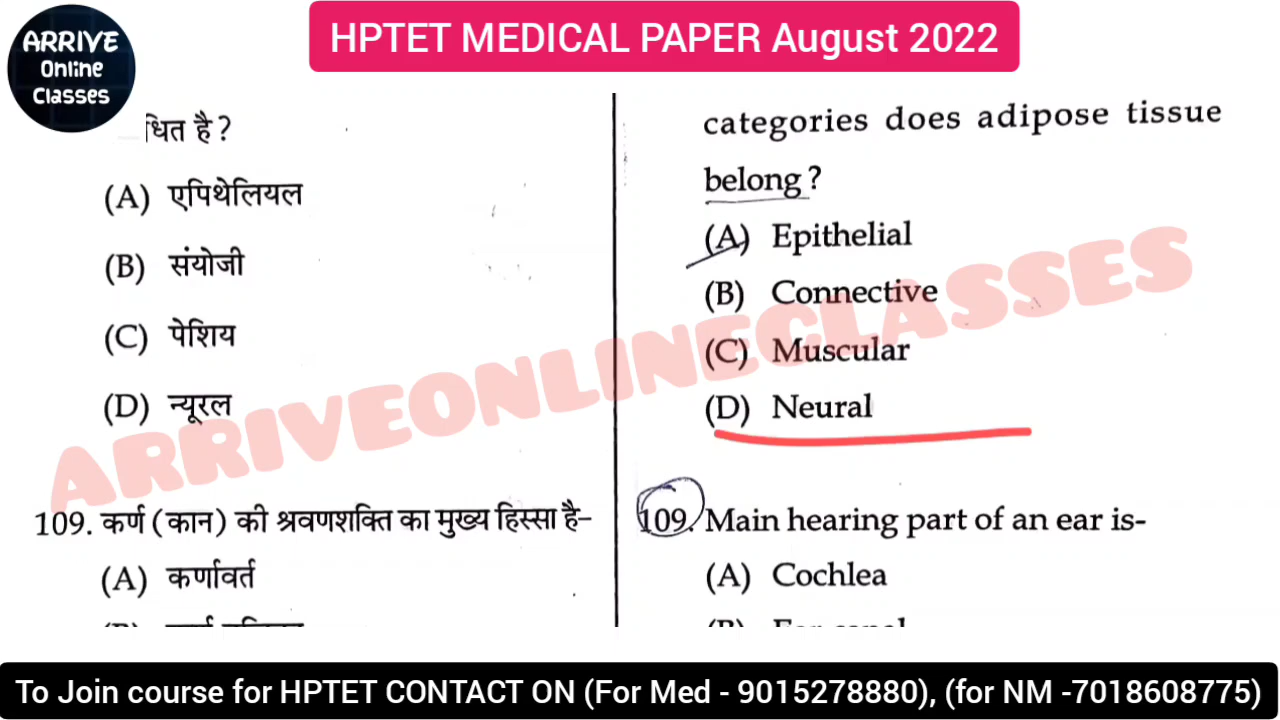 ARRIVE
Online
Classes
HPTET MEDICAL PAPER August 2022
धित है?
(A) एपिथेलियल
(B) संयोजी
(C) पेशिय
(D) न्यूरल
109. कर्ण (कान) की श्रवणशक्ति का मुख्य हिस्सा है–
(A) कर्णावर्त
categories does adipose tissue
belong?
(A) Epithelial
(B) Connective
(C) Muscular
(D) Neural
109. Main hearing part of an ear is-
(A) Cochlea
ARRIVEONLINECLASSES
To Join course for HPTET CONTACT ON (For Med - 9015278880), (for NM -7018608775)